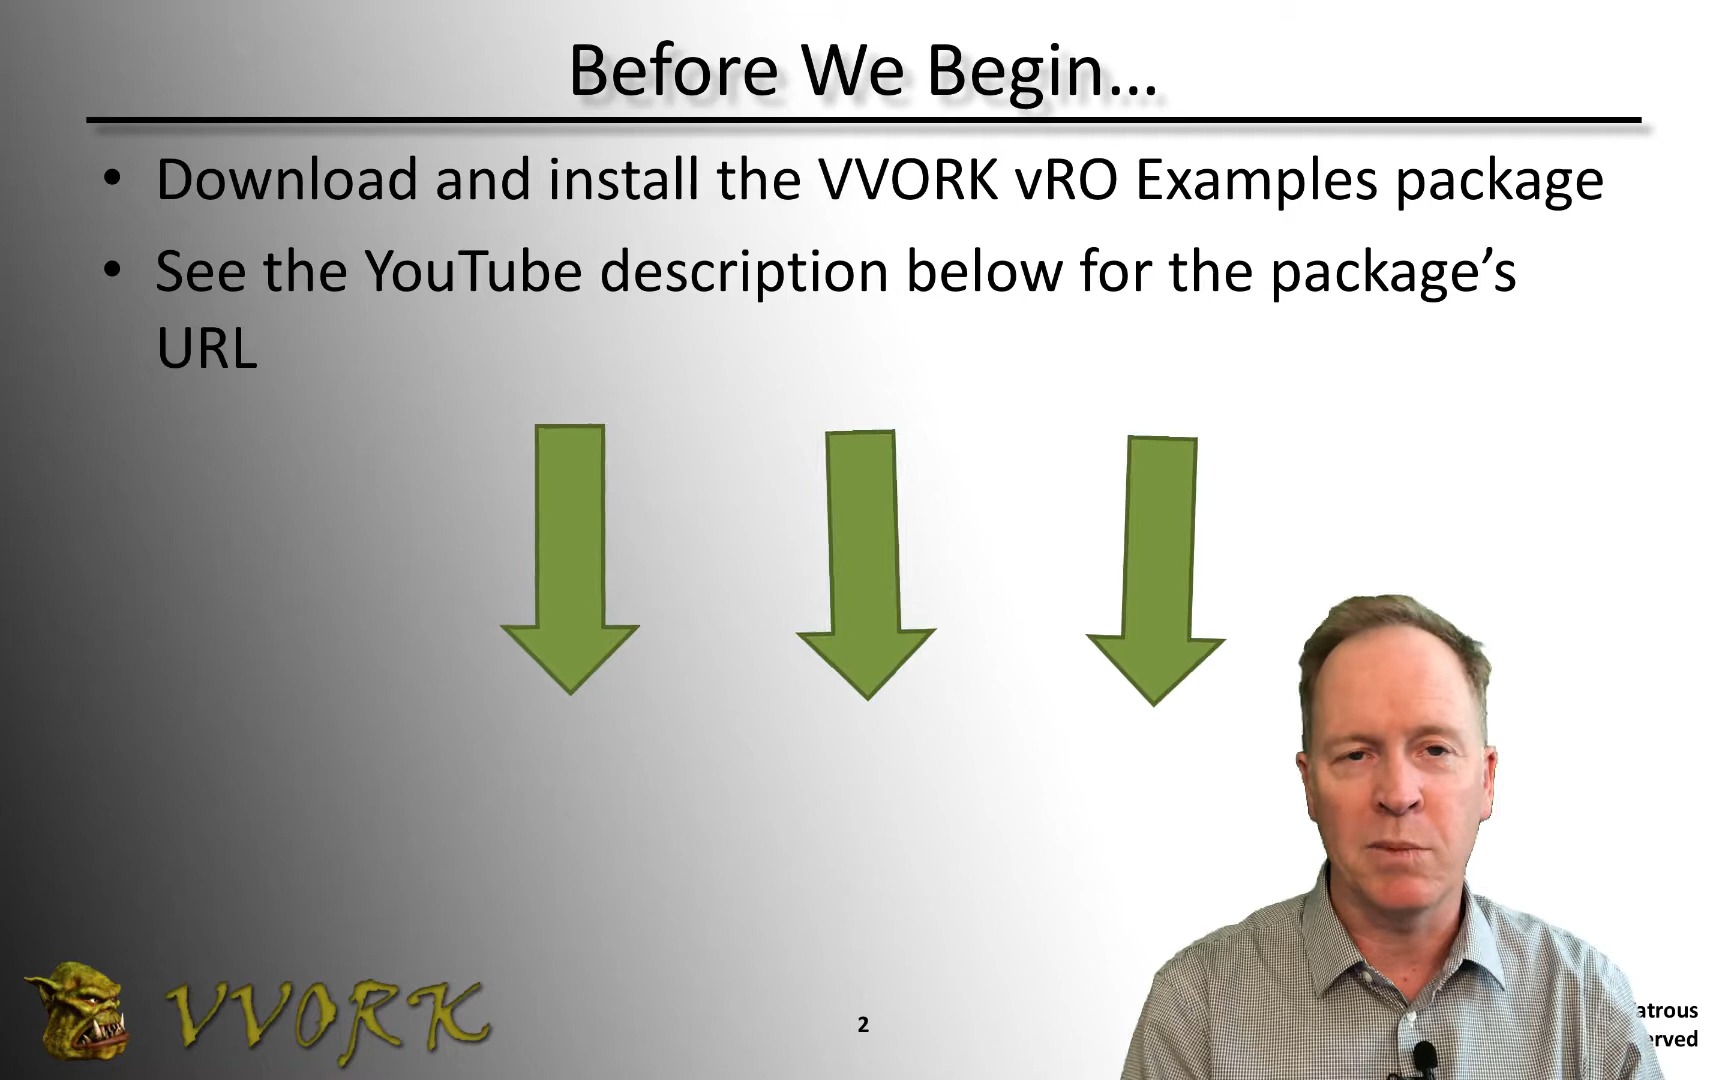 Before We Begin...
• Download and install the VVORK vRO Examples package
• See the YouTube description below for the package’s
URL
VVORK
2